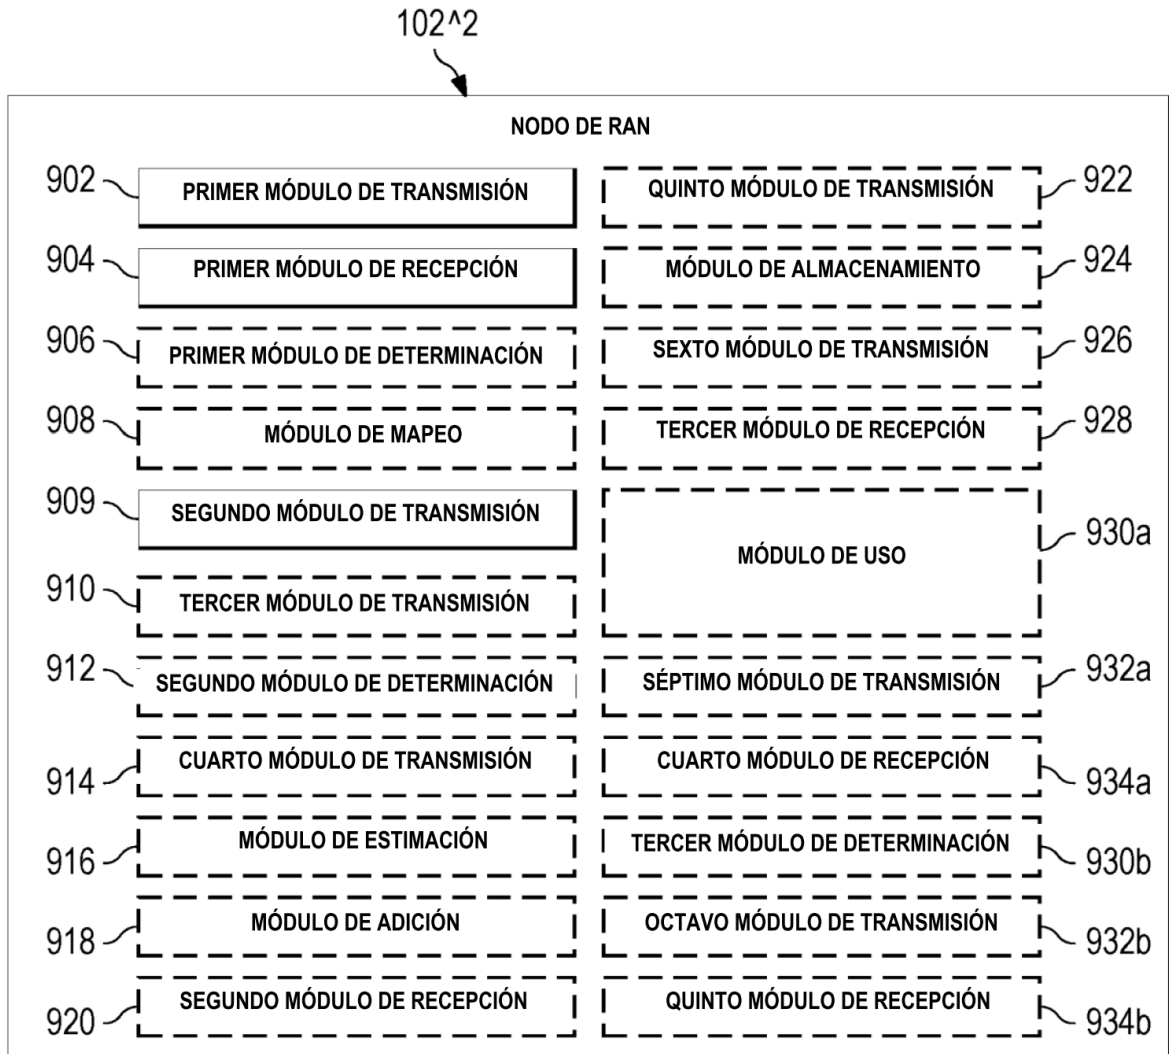 102^2
NODO DE RAN
902 PRIMER MÓDULO DE TRANSMISIÓN
QUINTO MÓDULO DE TRANSMISIÓN 922
904 PRIMER MÓDULO DE RECEPCIÓN
MÓDULO DE ALMACENAMIENTO 924
906 PRIMER MÓDULO DE DETERMINACIÓN
SEXTO MÓDULO DE TRANSMISIÓN 926
908 MÓDULO DE MAPEO
TERCER MÓDULO DE RECEPCIÓN 928
909 SEGUNDO MÓDULO DE TRANSMISIÓN
MÓDULO DE USO 930a
910 TERCER MÓDULO DE TRANSMISIÓN
912 SEGUNDO MÓDULO DE DETERMINACIÓN
SÉPTIMO MÓDULO DE TRANSMISIÓN 932a
914 CUARTO MÓDULO DE TRANSMISIÓN
CUARTO MÓDULO DE RECEPCIÓN 934a
916 MÓDULO DE ESTIMACIÓN
TERCER MÓDULO DE DETERMINACIÓN 930b
918 MÓDULO DE ADICIÓN
OCTAVO MÓDULO DE TRANSMISIÓN 932b
920 SEGUNDO MÓDULO DE RECEPCIÓN
QUINTO MÓDULO DE RECEPCIÓN 934b